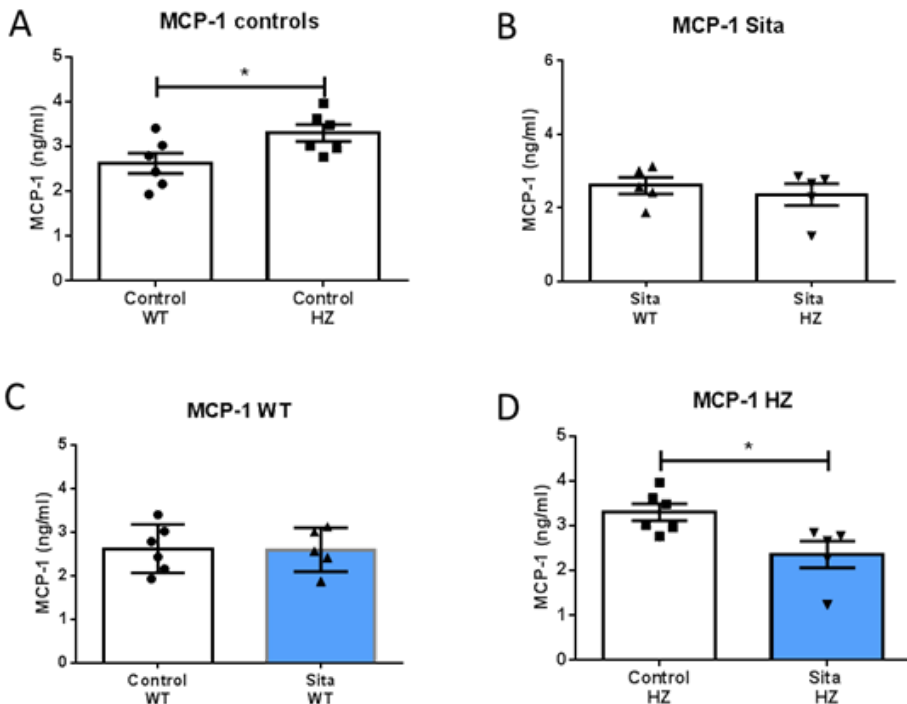 A
MCP-1 controls
MCP-1 (ng/ml)
5
4
3
2
1
0
*
Control
WT
Control
HZ
B
MCP-1 Sita
MCP-1 (ng/ml)
6
4
2
0
Sita
WT
Sita
HZ
C
MCP-1 WT
MCP-1 (ng/ml)
5
4
3
2
1
0
Control
WT
Sita
WT
D
MCP-1 HZ
MCP-1 (ng/ml)
5
4
3
2
1
0
*
Control
HZ
Sita
HZ